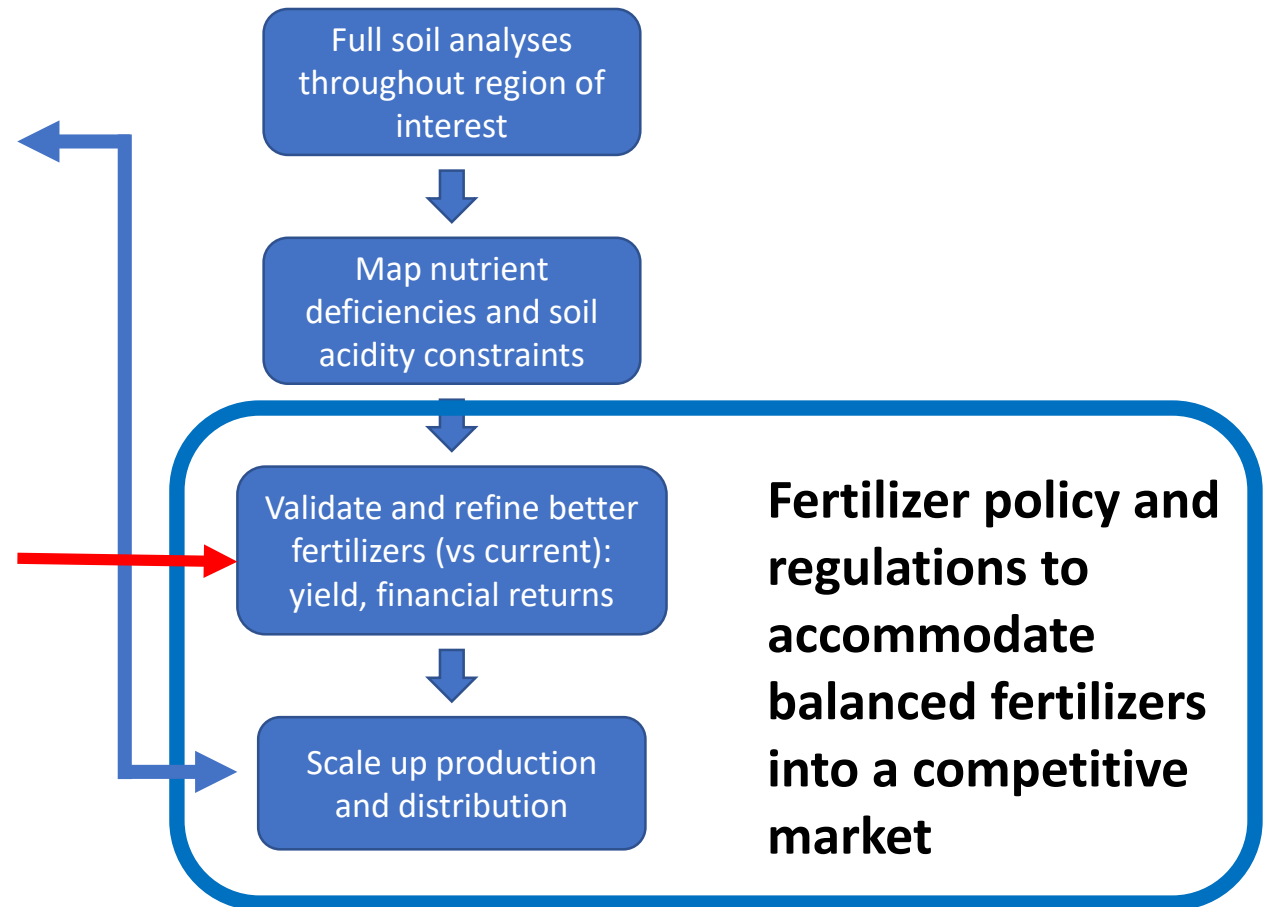 Full soil analyses
throughout region of
interest
Map nutrient
deficiencies and soil
acidity constraints
Validate and refine better
fertilizers (vs current):
yield, financial returns
Scale up production
and distribution
Fertilizer policy and
regulations to
accommodate
balanced fertilizers
into a competitive
market